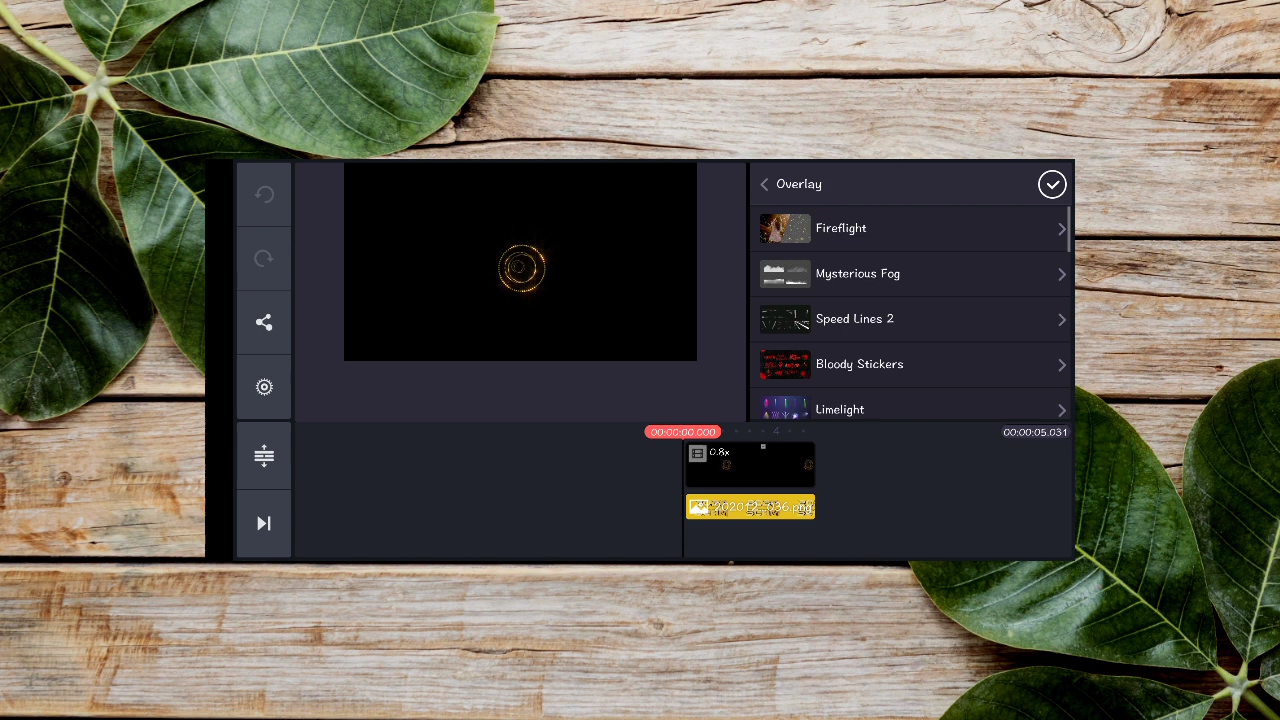 Overlay
Fireflight
Mysterious Fog
Speed Lines 2
Bloody Stickers
Limelight
00:00:00.000
4
00:00:05.031
0.8x